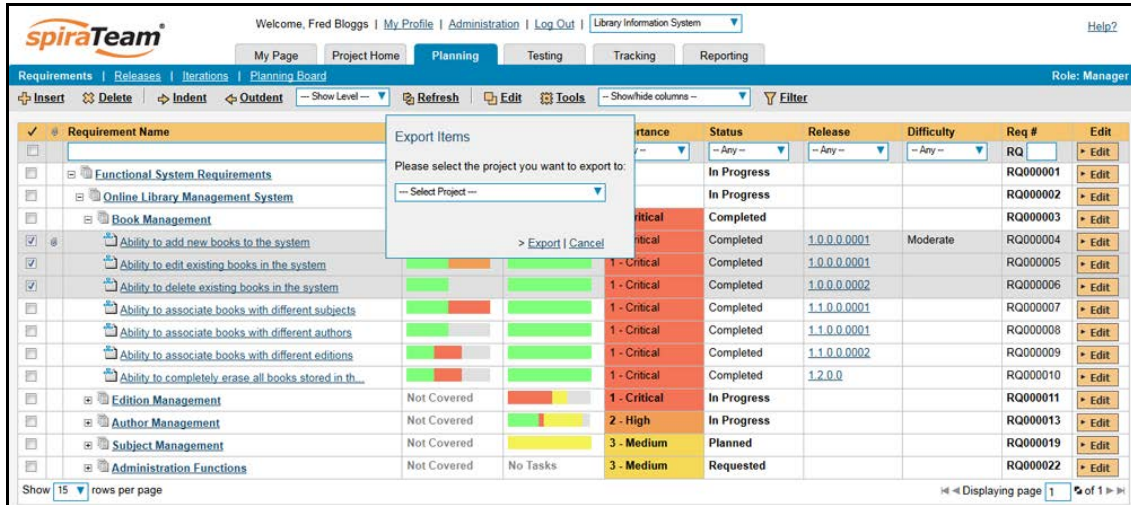 spiraTeam®
Welcome, Fred Bloggs | My Profile | Administration | Log Out | Library Information System
Help?
My Page Project Home Planning Testing Tracking Reporting
Requirements | Releases | Iterations | Planning Board Role: Manager
Insert Delete Indent Outdent --- Show Level --- Refresh Edit Tools -- Show/hide columns -- Filter
Requirement Name Status Release Difficulty Req # Edit
-- Any -- -- Any -- -- Any -- RQ Edit
Export Items
Please select the project you want to export to:
--- Select Project ---
> Export | Cancel
Functional System Requirements In Progress RQ000001 Edit
Online Library Management System In Progress RQ000002 Edit
Book Management Completed RQ000003 Edit
Ability to add new books to the system Completed 1.0.0.0.0001 Moderate RQ000004 Edit
Ability to edit existing books in the system 1 - Critical Completed 1.0.0.0.0001 RQ000005 Edit
Ability to delete existing books in the system 1 - Critical Completed 1.0.0.0.0002 RQ000006 Edit
Ability to associate books with different subjects 1 - Critical Completed 1.1.0.0.0001 RQ000007 Edit
Ability to associate books with different authors 1 - Critical Completed 1.1.0.0.0001 RQ000008 Edit
Ability to associate books with different editions 1 - Critical Completed 1.1.0.0.0002 RQ000009 Edit
Ability to completely erase all books stored in th... 1 - Critical Completed 1.2.0.0 RQ000010 Edit
Edition Management Not Covered 1 - Critical In Progress RQ000011 Edit
Author Management Not Covered 2 - High In Progress RQ000013 Edit
Subject Management Not Covered 3 - Medium Planned RQ000019 Edit
Administration Functions Not Covered No Tasks 3 - Medium Requested RQ000022 Edit
Show 15 rows per page Displaying page 1 of 1